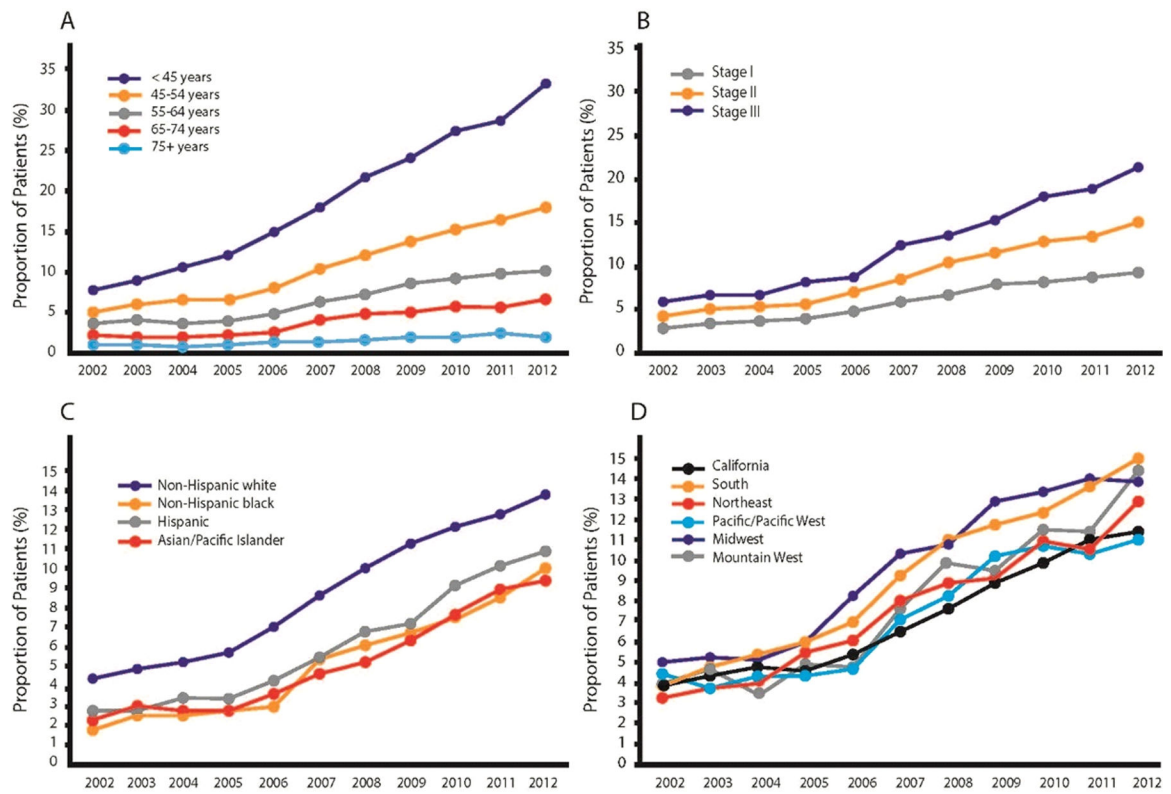 A
Proportion of Patients (%)
35
30
25
20
15
10
5
0
< 45 years
45-54 years
55-64 years
65-74 years
75+ years
2002 2003 2004 2005 2006 2007 2008 2009 2010 2011 2012
B
Proportion of Patients (%)
35
30
25
20
15
10
5
0
Stage I
Stage II
Stage III
2002 2003 2004 2005 2006 2007 2008 2009 2010 2011 2012
C
Proportion of Patients (%)
15
14
13
12
11
10
9
8
7
6
5
4
3
2
1
0
Non-Hispanic white
Non-Hispanic black
Hispanic
Asian/Pacific Islander
2002 2003 2004 2005 2006 2007 2008 2009 2010 2011 2012
D
Proportion of Patients (%)
15
14
13
12
11
10
9
8
7
6
5
4
3
2
1
0
California
South
Northeast
Pacific/Pacific West
Midwest
Mountain West
2002 2003 2004 2005 2006 2007 2008 2009 2010 2011 2012